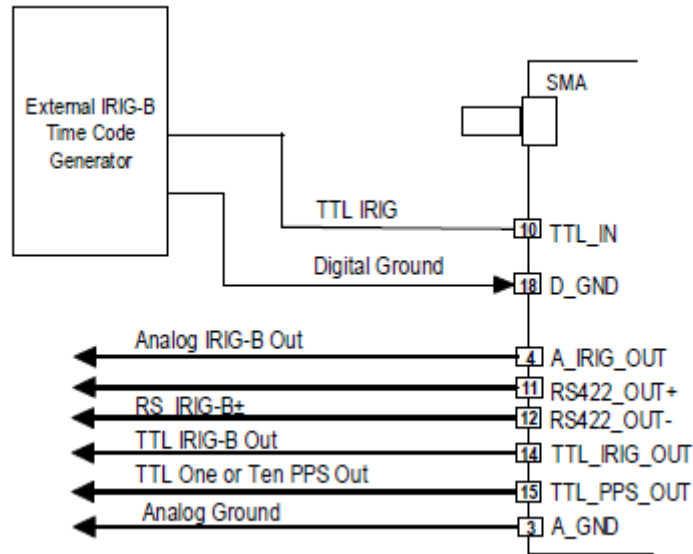 External IRIG-B
Time Code
Generator
SMA
TTL IRIG
10 TTL_IN
Digital Ground
18 D_GND
Analog IRIG-B Out
4 A_IRIG_OUT
11 RS422_OUT+
RS IRIG-B±
12 RS422_OUT-
TTL IRIG-B Out
14 TTL_IRIG_OUT
TTL One or Ten PPS Out
15 TTL_PPS_OUT
Analog Ground
3 A_GND